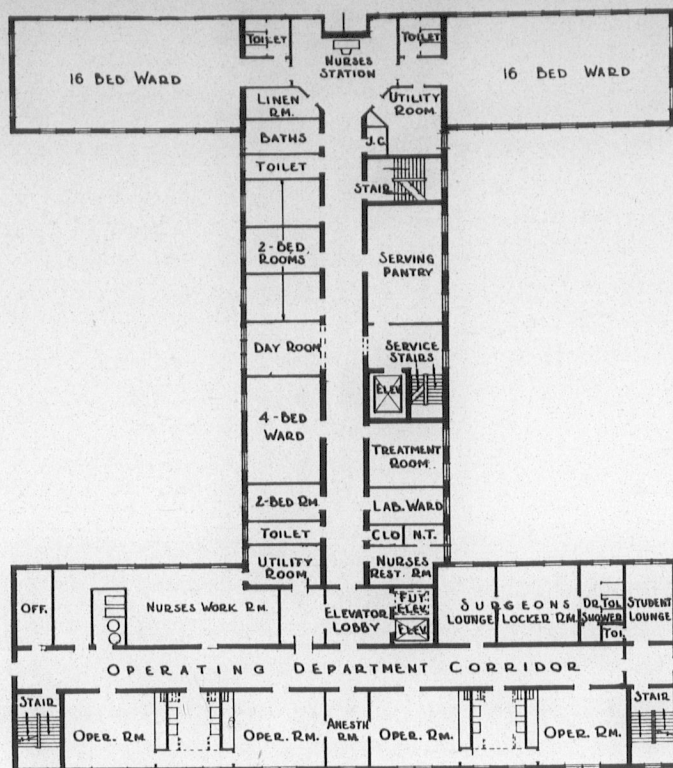 TOILET
TOILET
NURSES
STATION
16 BED WARD
16 BED WARD
LINEN
RM.
UTILITY
ROOM
BATHS
J.C.
TOILET
STAIR
2-BED
ROOMS
SERVING
PANTRY
DAY ROOM
SERVICE
STAIRS
ELEV.
4-BED
WARD
TREATMENT
ROOM
2-BED RM.
LAB. WARD
TOILET
CLO
N.T.
UTILITY
ROOM
NURSES
REST. RM.
OFF.
NURSES WORK RM.
ELEVATOR
LOBBY
FUT.
ELEV.
ELEV.
SURGEONS
LOUNGE
LOCKER RM.
DR.
SHOWER
TOL
TOI.
STUDENT
LOUNGE
OPERATING DEPARTMENT CORRIDOR
STAIR
STAIR
OPER. RM.
OPER. RM.
ANESTH
RM.
OPER. RM.
OPER. RM.